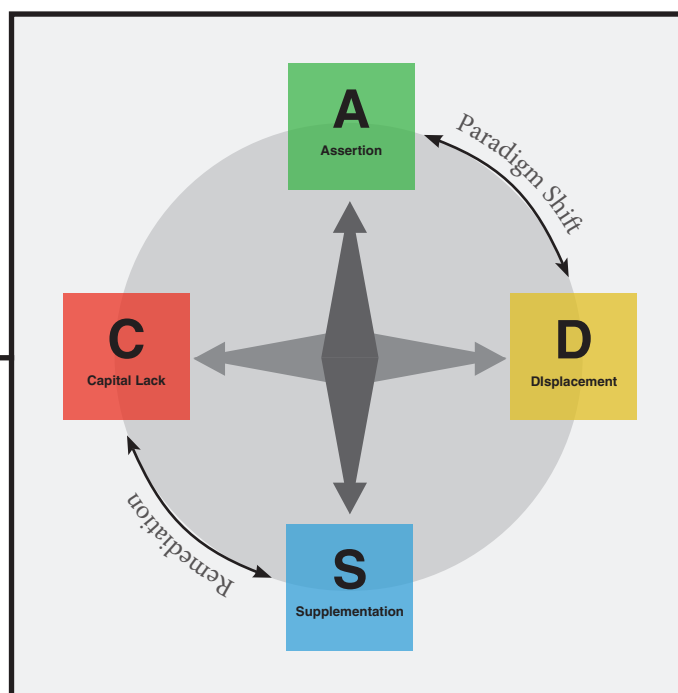 A
Assertion
Paradigm Shift
C
Capital Lack
D
DIsplacement
Remediation
S
Supplementation